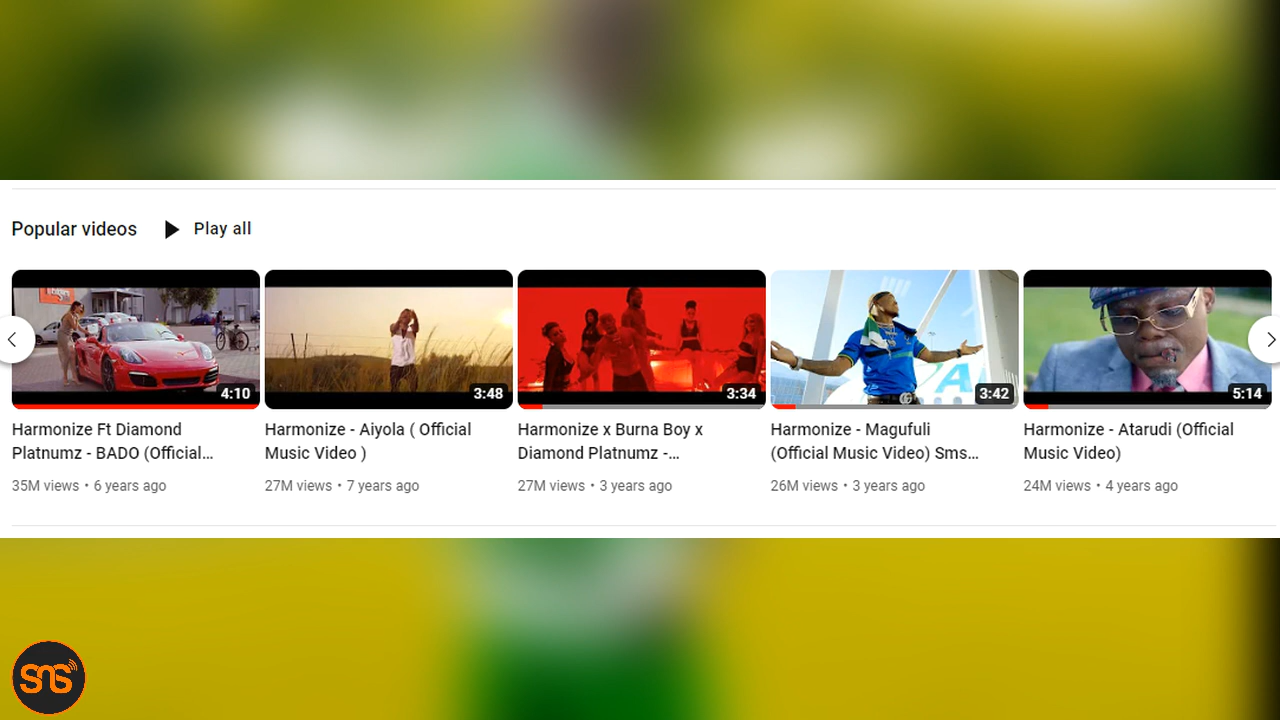 Popular videos Play all
4:10 3:48 3:34 3:42 5:14
Harmonize Ft Diamond
Platnumz - BADO (Official...
35M views • 6 years ago
Harmonize - Aiyola ( Official
Music Video )
27M views • 7 years ago
Harmonize x Burna Boy x
Diamond Platnumz -...
27M views • 3 years ago
Harmonize - Magufuli
(Official Music Video) Sms...
26M views • 3 years ago
Harmonize - Atarudi (Official
Music Video)
24M views • 4 years ago
SNS